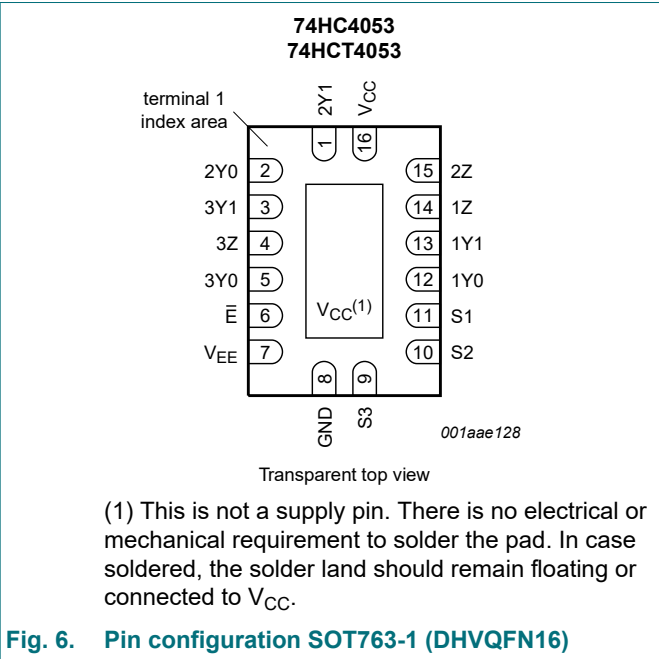 74HC4053
74HCT4053
terminal 1
index area
2Y1
VCC
1
16
2Y0 2
15 2Z
3Y1 3
14 1Z
3Z 4
13 1Y1
3Y0 5
12 1Y0
E̅ 6
VCC(1)
11 S1
VEE 7
10 S2
8
9
GND
S3
001aae128
Transparent top view
(1) This is not a supply pin. There is no electrical or
mechanical requirement to solder the pad. In case
soldered, the solder land should remain floating or
connected to VCC.
Fig. 6. Pin configuration SOT763-1 (DHVQFN16)